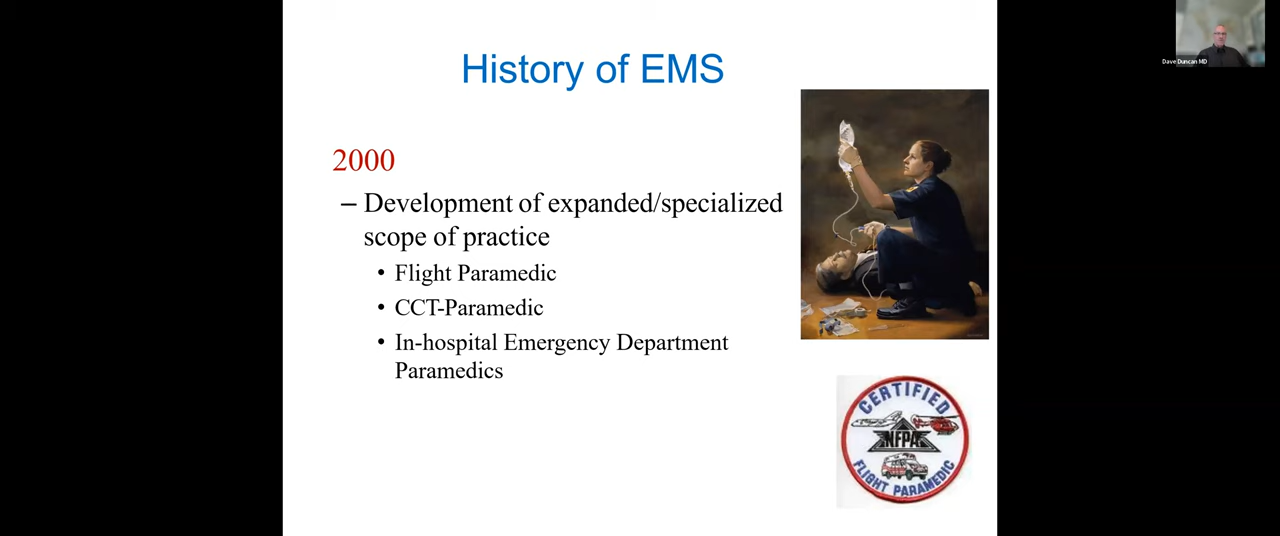 Dave Duncan MD
History of EMS
2000
– Development of expanded/specialized
scope of practice
• Flight Paramedic
• CCT-Paramedic
• In-hospital Emergency Department
Paramedics
CERTIFIED
NFPA
FLIGHT PARAMEDIC